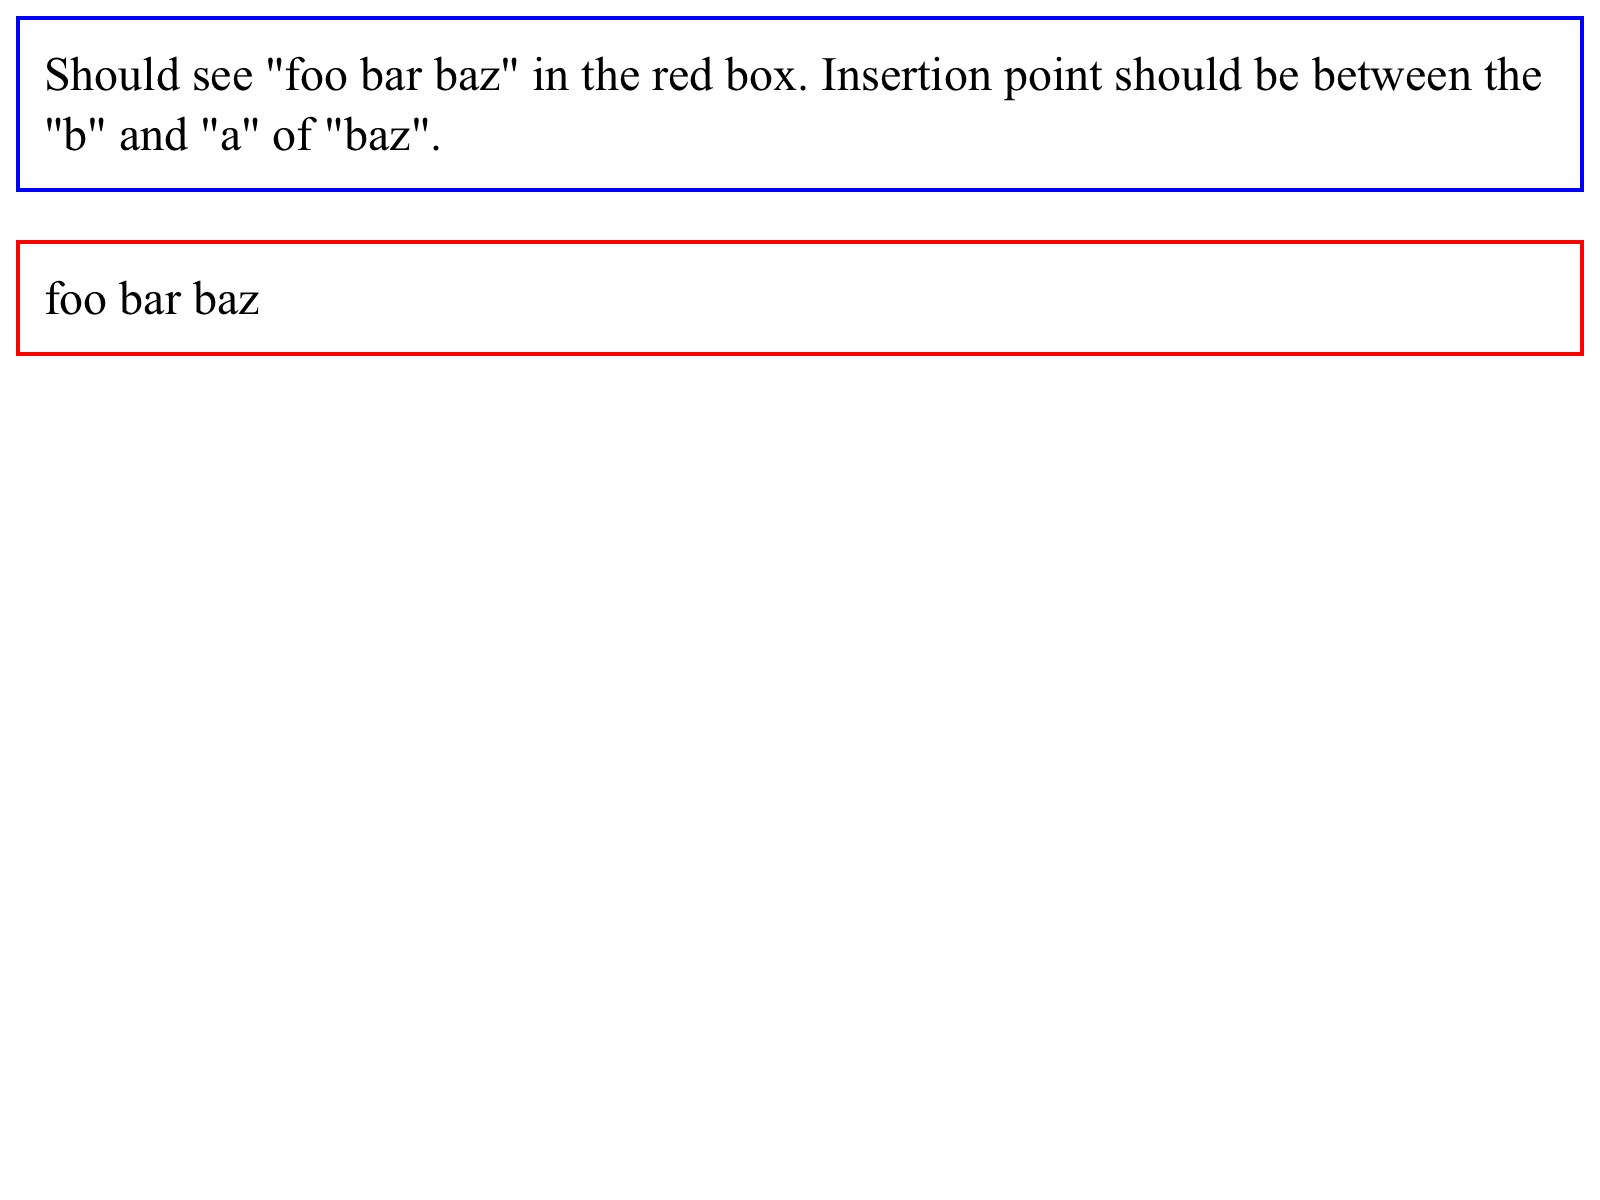 Should see "foo bar baz" in the red box. Insertion point should be between the
"b" and "a" of "baz".
foo bar baz